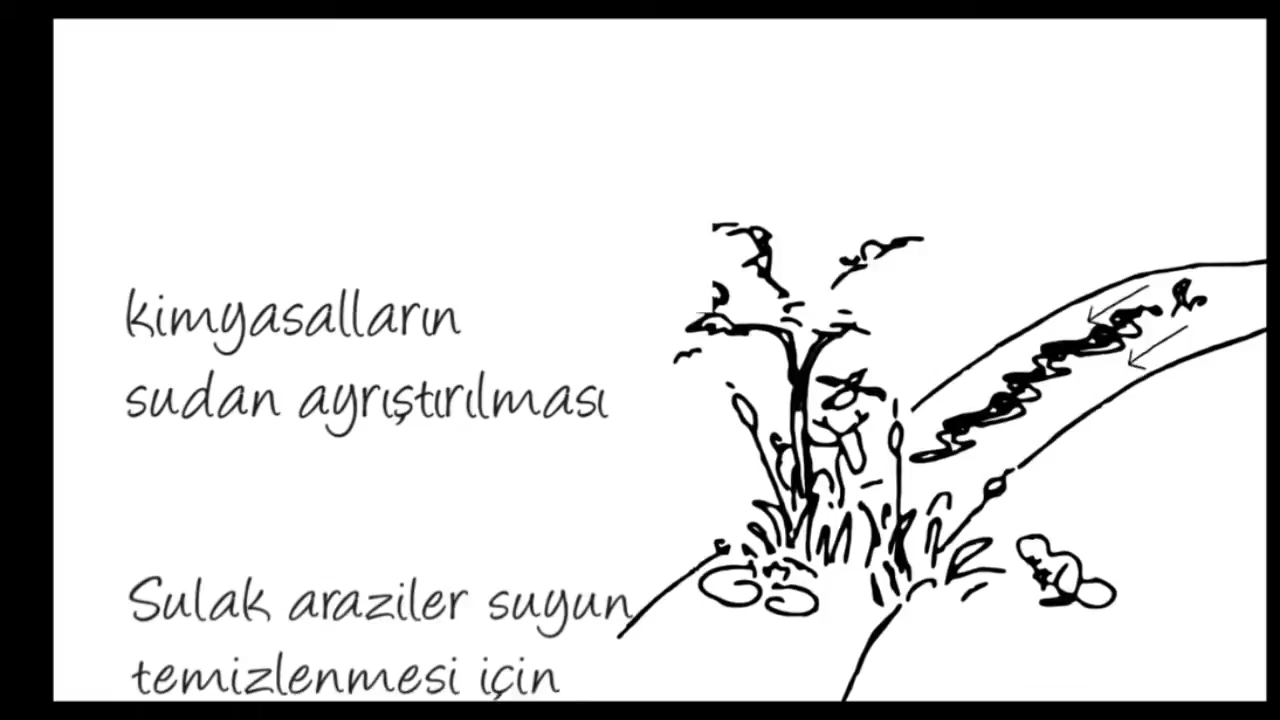 kimyasalların
sudan ayrıştırılması
Sulak araziler suyun
temizlenmesi için